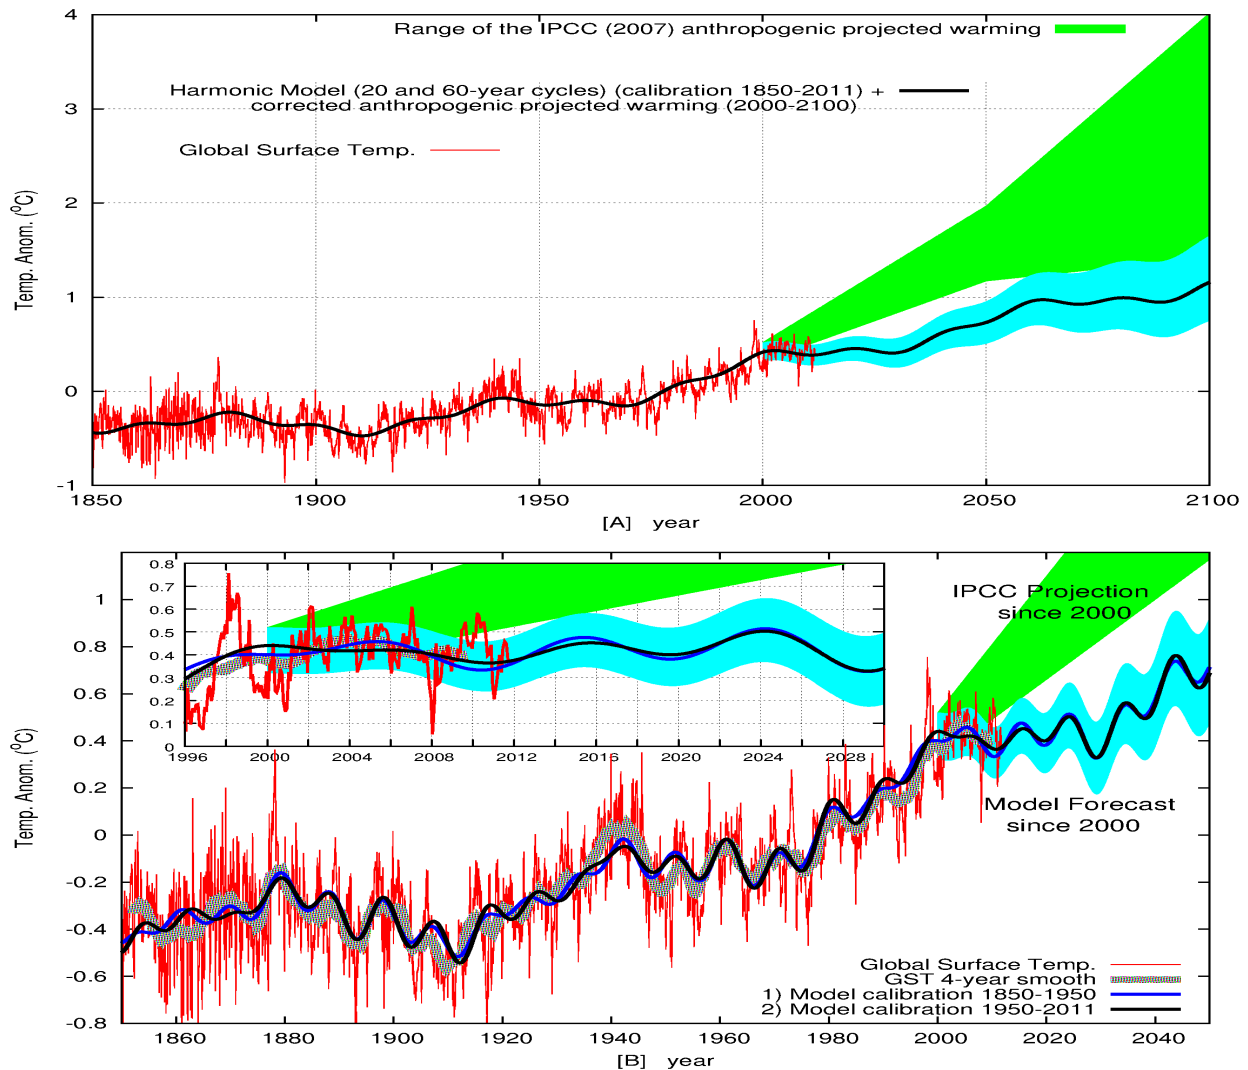 4
3
2
1
0
-1
Temp. Anom. (⁰C)
Range of the IPCC (2007) anthropogenic projected warming
Harmonic Model (20 and 60-year cycles) (calibration 1850-2011) +
corrected anthropogenic projected warming (2000-2100)
Global Surface Temp.
1850 1900 1950 2000 2050 2100
[A] year
1
0.8
0.6
0.4
0.2
0
-0.2
-0.4
-0.6
-0.8
Temp. Anom. (⁰C)
0.8
0.7
0.6
0.5
0.4
0.3
0.2
0.1
0
1996 2000 2004 2008 2012 2016 2020 2024 2028
IPCC Projection
since 2000
Model Forecast
since 2000
Global Surface Temp.
GST 4-year smooth
1) Model calibration 1850-1950
2) Model calibration 1950-2011
1860 1880 1900 1920 1940 1960 1980 2000 2020 2040
[B] year